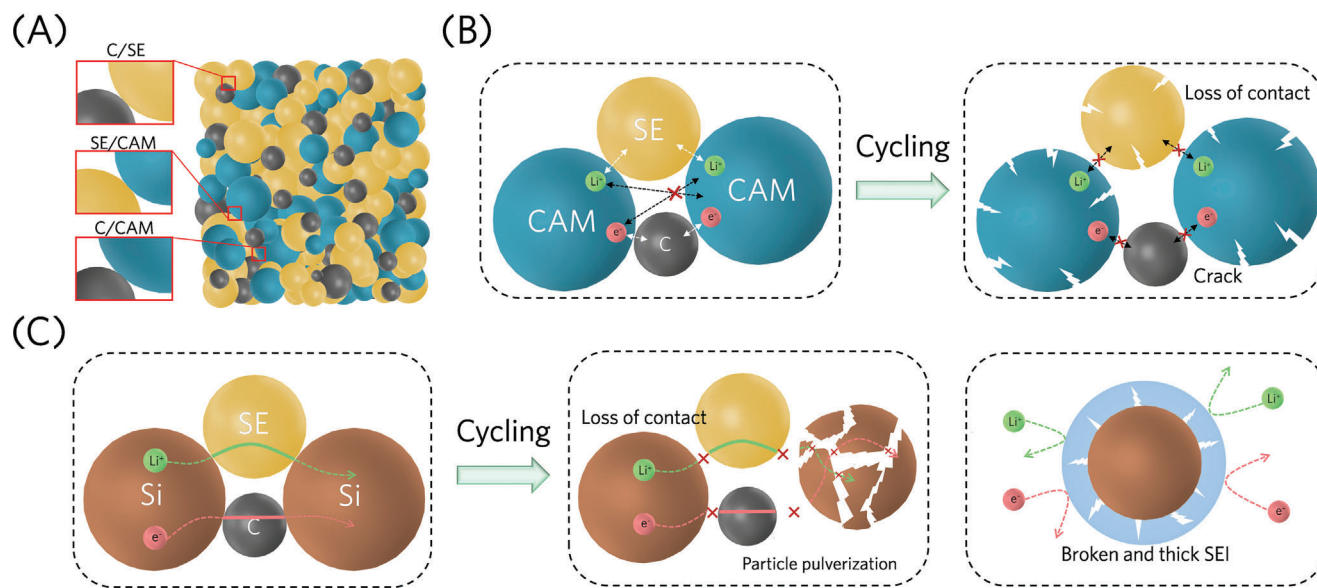 (A)
C/SE
SE/CAM
C/CAM
(B)
SE
Li⁺
Li⁺
CAM
CAM
e⁻
e⁻
C
Cycling
Loss of contact
Li⁺
Li⁺
e⁻
e⁻
Crack
(C)
SE
Li⁺
Si
Si
e⁻
C
Cycling
Loss of contact
Li⁺
e⁻
Particle pulverization
Li⁺
Li⁺
e⁻
e⁻
Broken and thick SEI